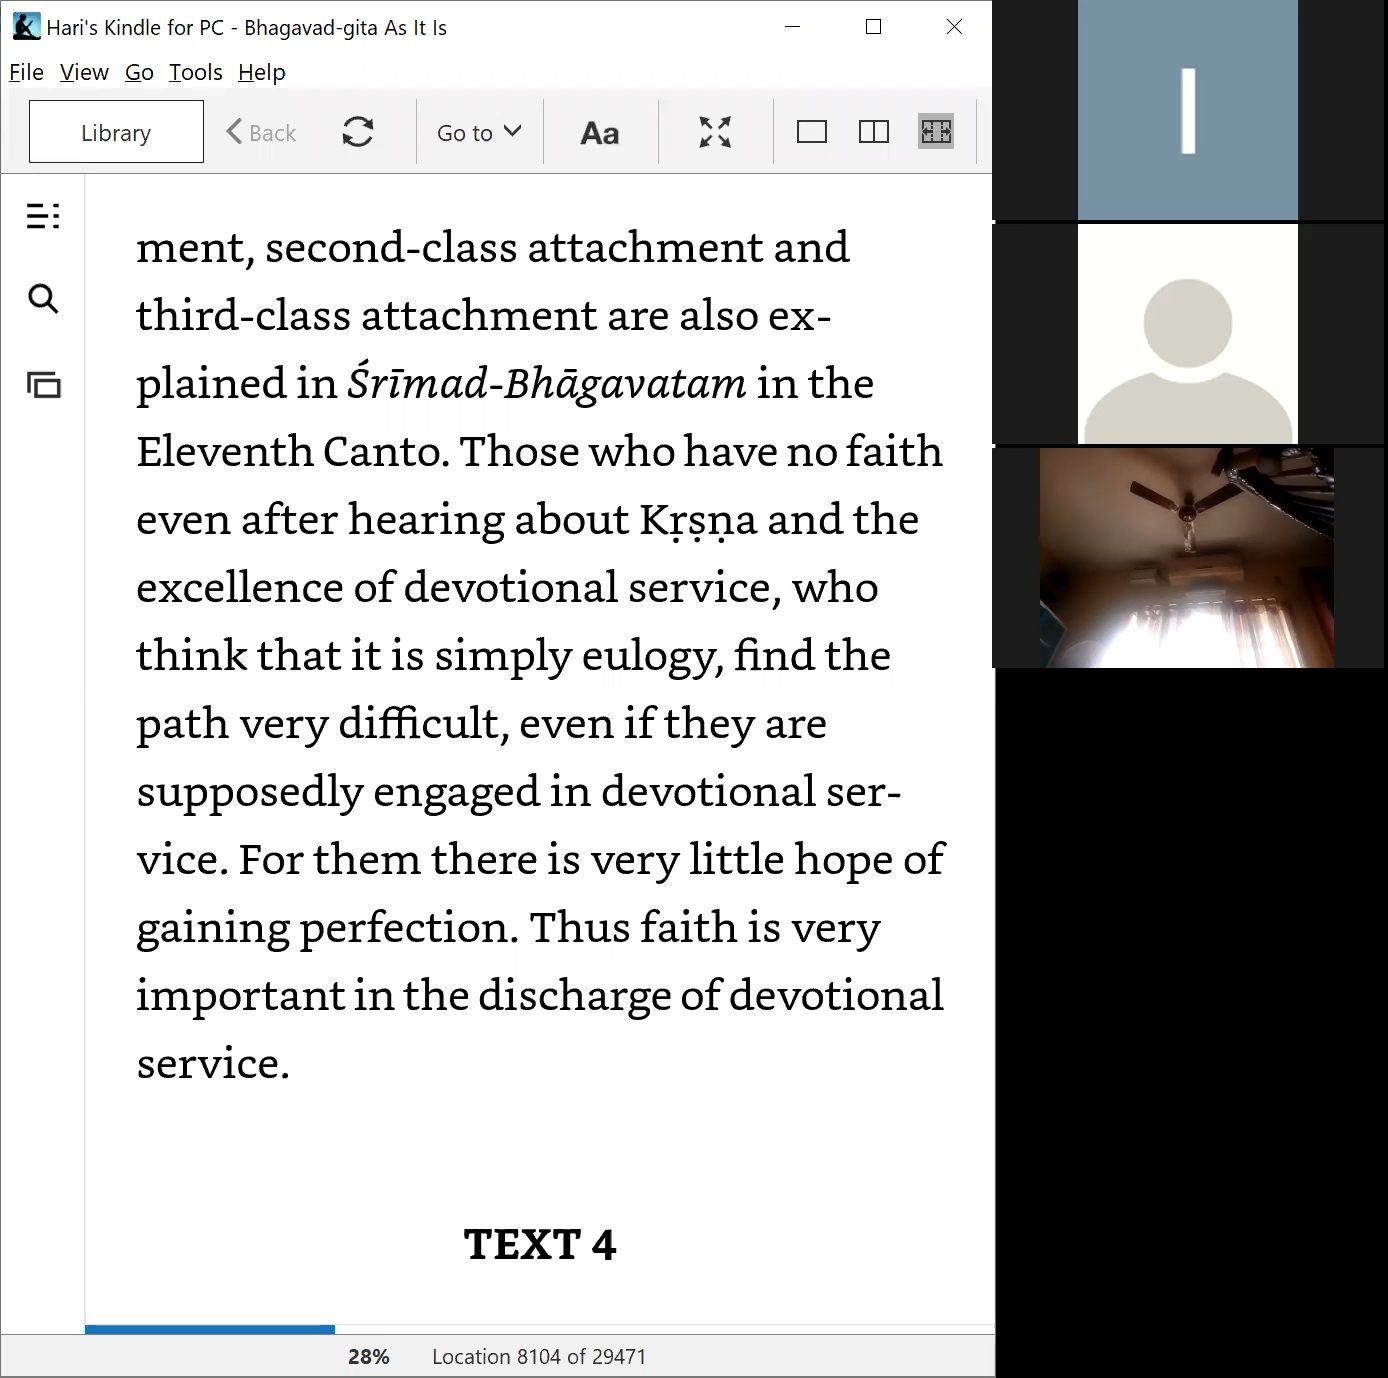 Hari's Kindle for PC - Bhagavad-gita As It Is
File View Go Tools Help
Library Back Go to Aa
ment, second-class attachment and
third-class attachment are also ex-
plained in Śrīmad-Bhāgavatam in the
Eleventh Canto. Those who have no faith
even after hearing about Kṛṣṇa and the
excellence of devotional service, who
think that it is simply eulogy, find the
path very difficult, even if they are
supposedly engaged in devotional ser-
vice. For them there is very little hope of
gaining perfection. Thus faith is very
important in the discharge of devotional
service.
TEXT 4
28% Location 8104 of 29471
I